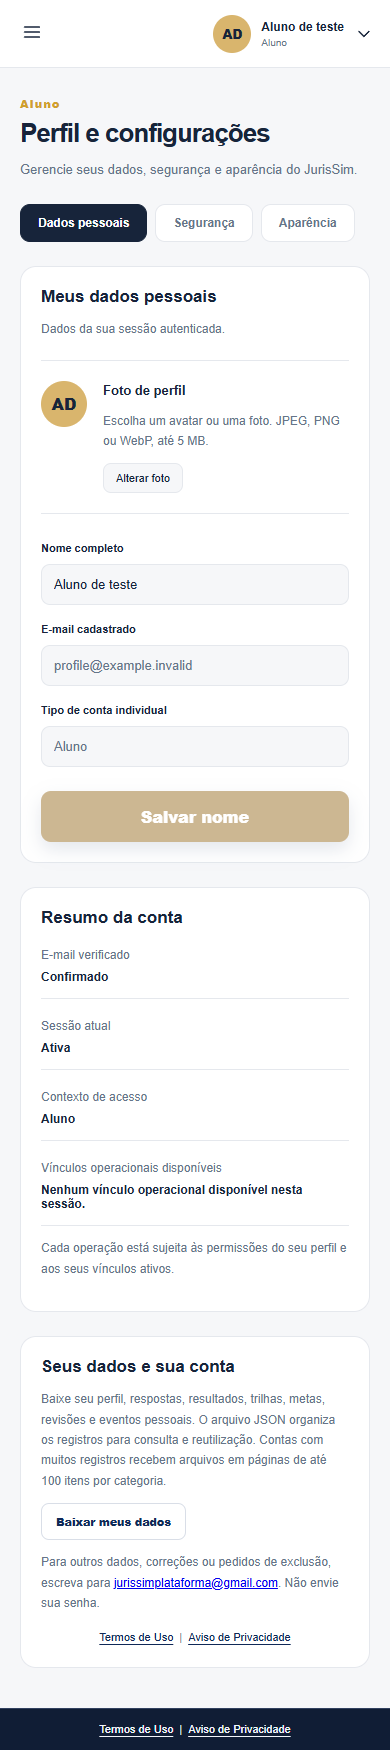 AD
Aluno de teste
Aluno
Aluno
Perfil e configurações
Gerencie seus dados, segurança e aparência do JurisSim.
Dados pessoais
Segurança
Aparência
Meus dados pessoais
Dados da sua sessão autenticada.
AD
Foto de perfil
Escolha um avatar ou uma foto. JPEG, PNG
ou WebP, até 5 MB.
Alterar foto
Nome completo
Aluno de teste
E-mail cadastrado
profile@example.invalid
Tipo de conta individual
Aluno
Salvar nome
Resumo da conta
E-mail verificado
Confirmado
Sessão atual
Ativa
Contexto de acesso
Aluno
Vínculos operacionais disponíveis
Nenhum vínculo operacional disponível nesta
sessão.
Cada operação está sujeita às permissões do seu perfil e
aos seus vínculos ativos.
Seus dados e sua conta
Baixe seu perfil, respostas, resultados, trilhas, metas,
revisões e eventos pessoais. O arquivo JSON organiza
os registros para consulta e reutilização. Contas com
muitos registros recebem arquivos em páginas de até
100 itens por categoria.
Baixar meus dados
Para outros dados, correções ou pedidos de exclusão,
escreva para jurissimplataforma@gmail.com. Não envie
sua senha.
Termos de Uso | Aviso de Privacidade
Termos de Uso | Aviso de Privacidade